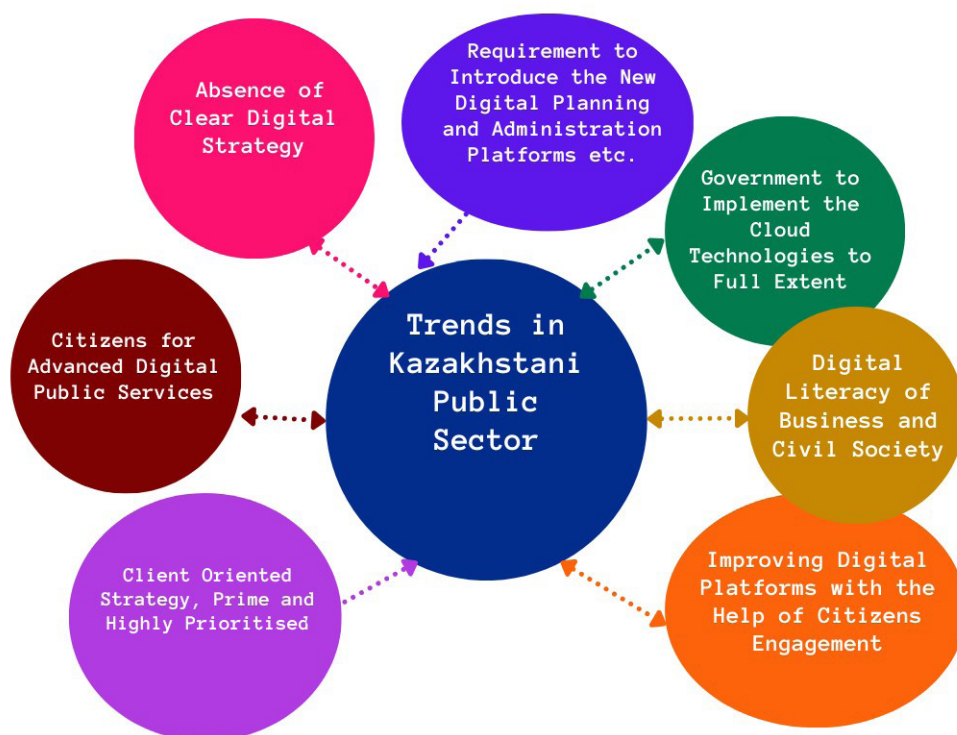 Absence of
Clear Digital
Strategy
Requirement to
Introduce the New
Digital Planning
and Administration
Platforms etc.
Government to
Implement the
Cloud
Technologies to
Full Extent
Citizens for
Advanced Digital
Public Services
Trends in
Kazakhstani
Public
Sector
Digital
Literacy of
Business and
Civil Society
Client Oriented
Strategy, Prime and
Highly Prioritised
Improving Digital
Platforms with the
Help of Citizens
Engagement